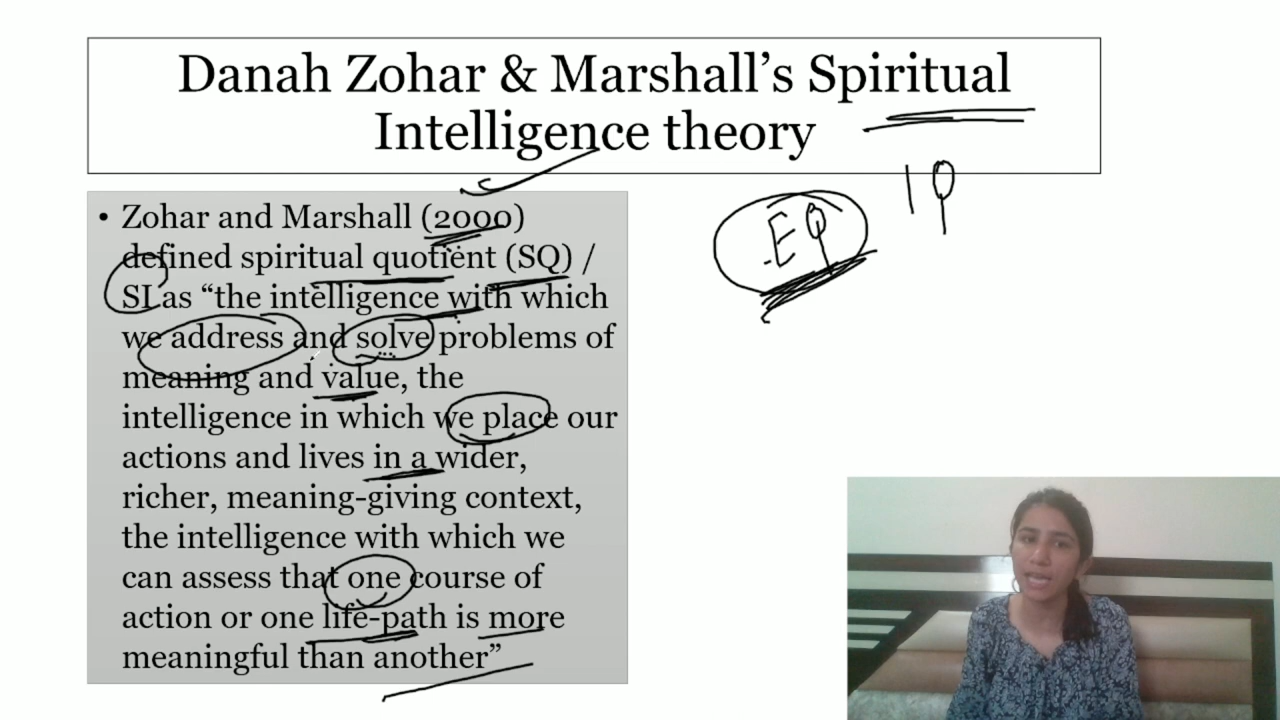 Danah Zohar & Marshall’s Spiritual
Intelligence theory
• Zohar and Marshall (2000)
defined spiritual quotient (SQ) /
SI as “the intelligence with which
we address and solve problems of
meaning and value, the
intelligence in which we place our
actions and lives in a wider,
richer, meaning-giving context,
the intelligence with which we
can assess that one course of
action or one life-path is more
meaningful than another”
EQ
IQ